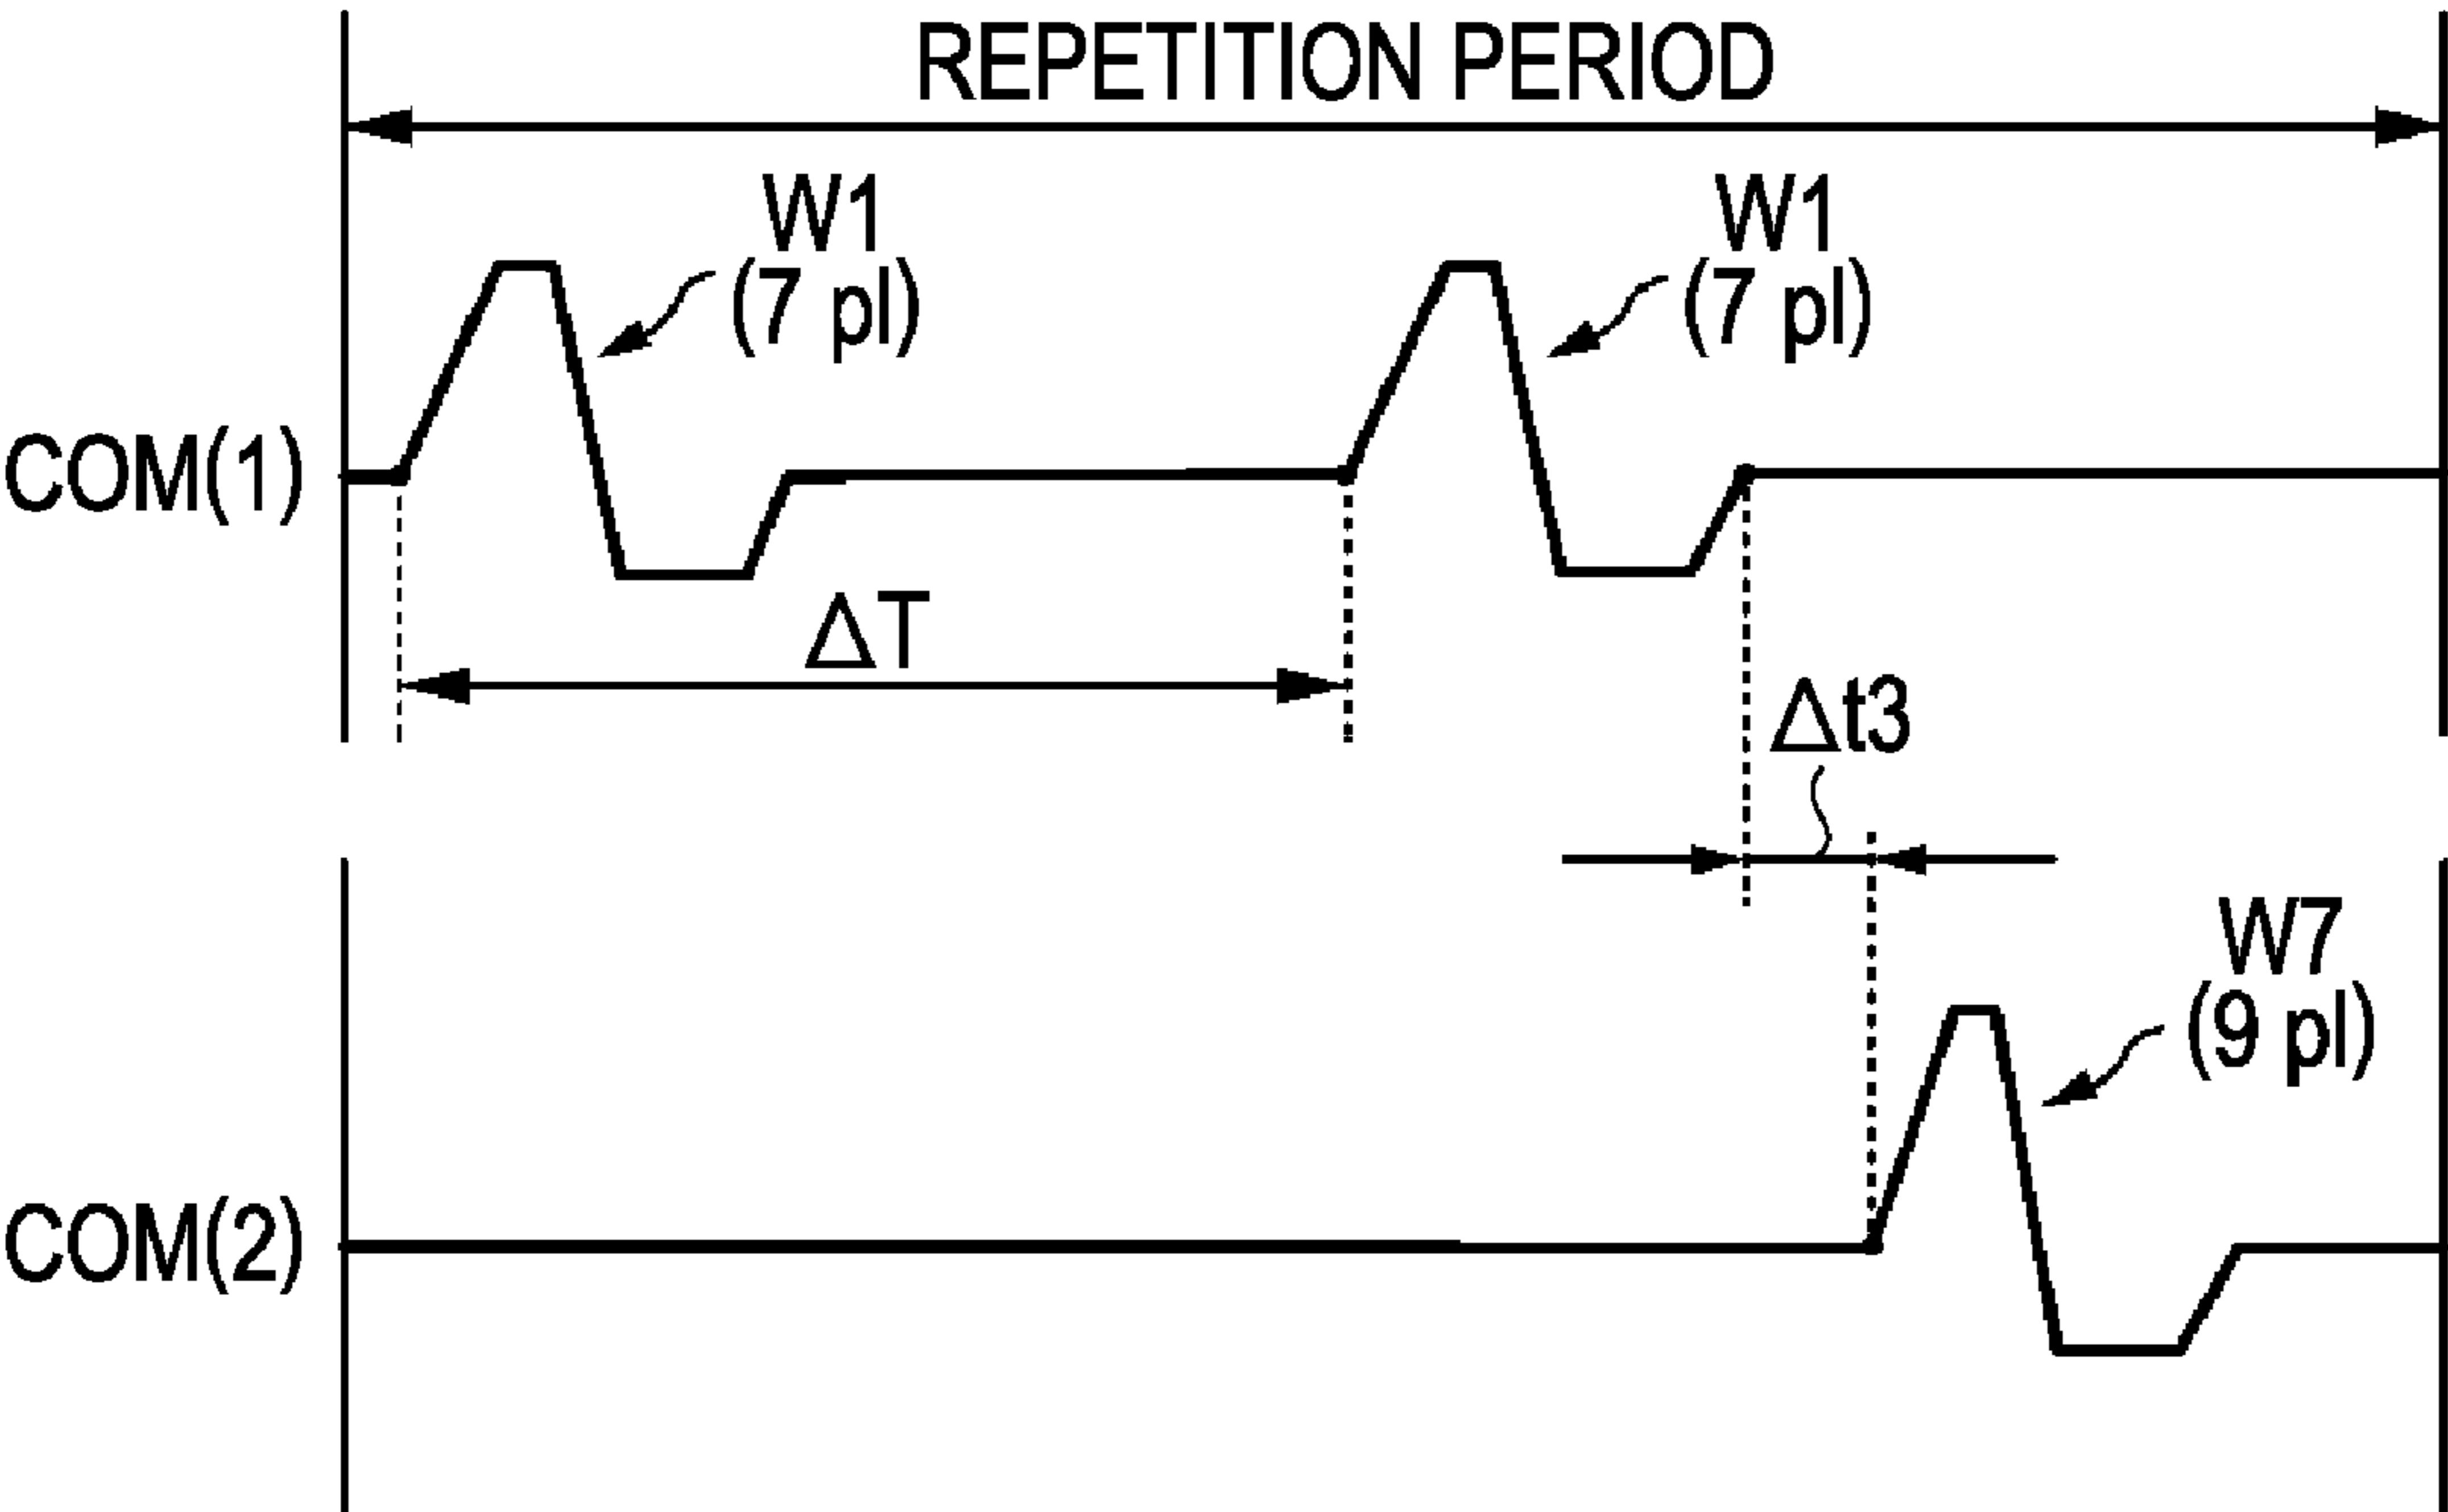 REPETITION PERIOD
W1
(7 pl)
W1
(7 pl)
COM(1)
ΔT
Δt3
W7
(9 pl)
COM(2)